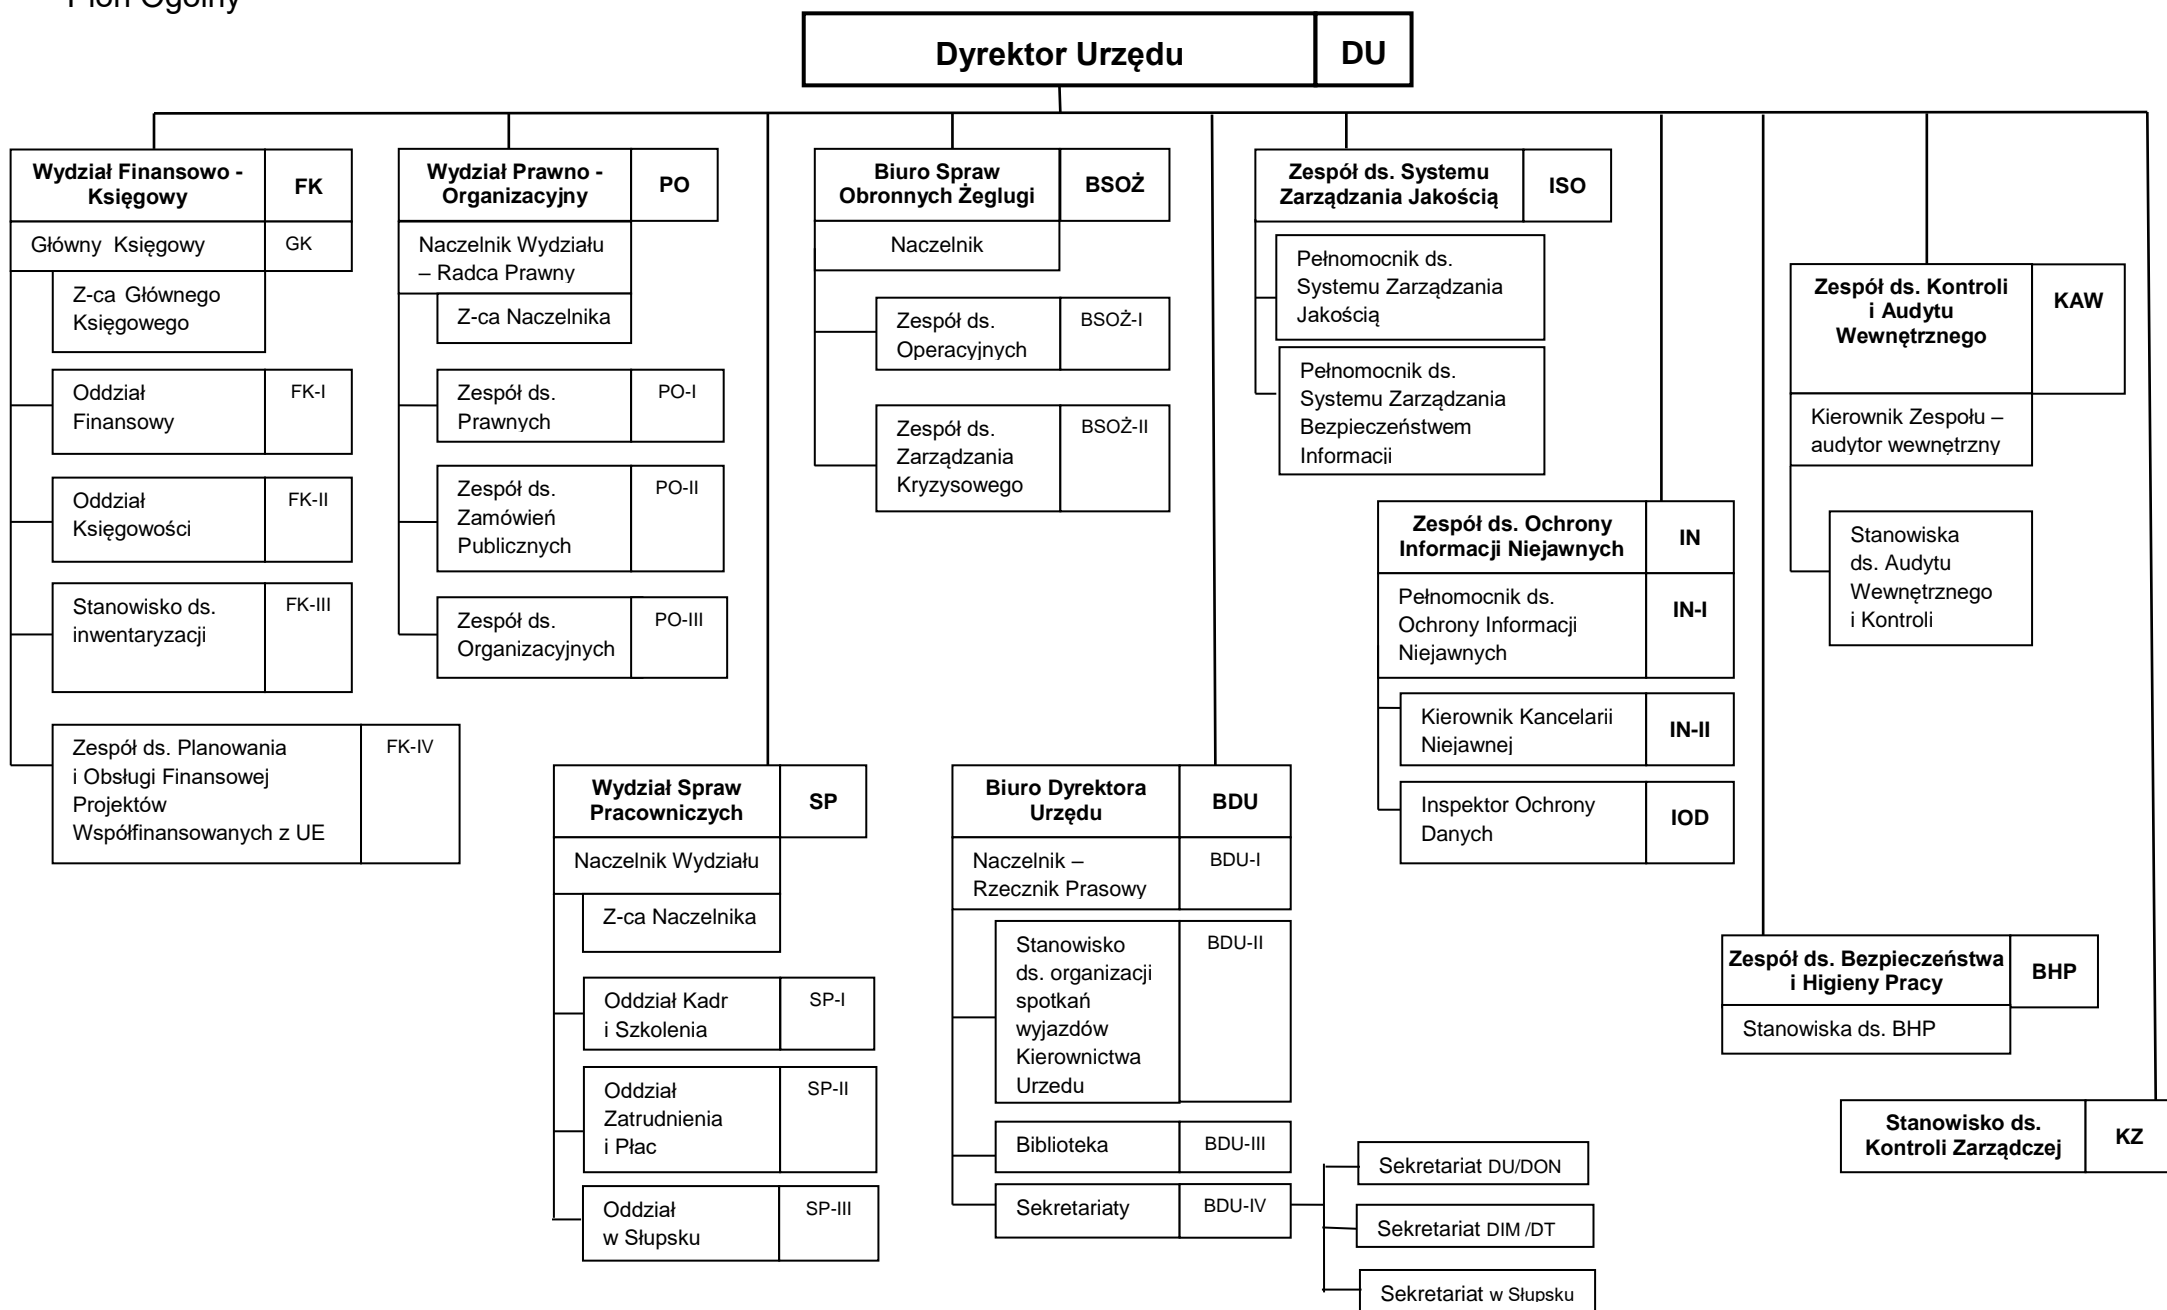 Pion Ogólny
Dyrektor Urzędu
DU
Wydział Finansowo -
Księgowy
FK
Główny Księgowy
GK
Z-ca Głównego
Księgowego
Oddział
Finansowy
FK-I
Oddział
Księgowości
FK-II
Stanowisko ds.
inwentaryzacji
FK-III
Zespół ds. Planowania
i Obsługi Finansowej
Projektów
Współfinansowanych z UE
FK-IV
Wydział Prawno -
Organizacyjny
PO
Naczelnik Wydziału
– Radca Prawny
Z-ca Naczelnika
Zespół ds.
Prawnych
PO-I
Zespół ds.
Zamówień
Publicznych
PO-II
Zespół ds.
Organizacyjnych
PO-III
Wydział Spraw
Pracowniczych
SP
Naczelnik Wydziału
Z-ca Naczelnika
Oddział Kadr
i Szkolenia
SP-I
Oddział
Zatrudnienia
i Płac
SP-II
Oddział
w Słupsku
SP-III
Biuro Spraw
Obronnych Żeglugi
BSOŻ
Naczelnik
Zespół ds.
Operacyjnych
BSOŻ-I
Zespół ds.
Zarządzania
Kryzysowego
BSOŻ-II
Biuro Dyrektora
Urzędu
BDU
Naczelnik –
Rzecznik Prasowy
BDU-I
Stanowisko
ds. organizacji
spotkań
wyjazdów
Kierownictwa
Urzedu
BDU-II
Biblioteka
BDU-III
Sekretariaty
BDU-IV
Sekretariat DU/DON
Sekretariat DIM /DT
Sekretariat w Słupsku
Zespół ds. Systemu
Zarządzania Jakością
ISO
Pełnomocnik ds.
Systemu Zarządzania
Jakością
Pełnomocnik ds.
Systemu Zarządzania
Bezpieczeństwem
Informacji
Zespół ds. Ochrony
Informacji Niejawnych
IN
Pełnomocnik ds.
Ochrony Informacji
Niejawnych
IN-I
Kierownik Kancelarii
Niejawnej
IN-II
Inspektor Ochrony
Danych
IOD
Zespół ds. Bezpieczeństwa
i Higieny Pracy
BHP
Stanowiska ds. BHP
Zespół ds. Kontroli
i Audytu
Wewnętrznego
KAW
Kierownik Zespołu –
audytor wewnętrzny
Stanowiska
ds. Audytu
Wewnętrznego
i Kontroli
Stanowisko ds.
Kontroli Zarządczej
KZ